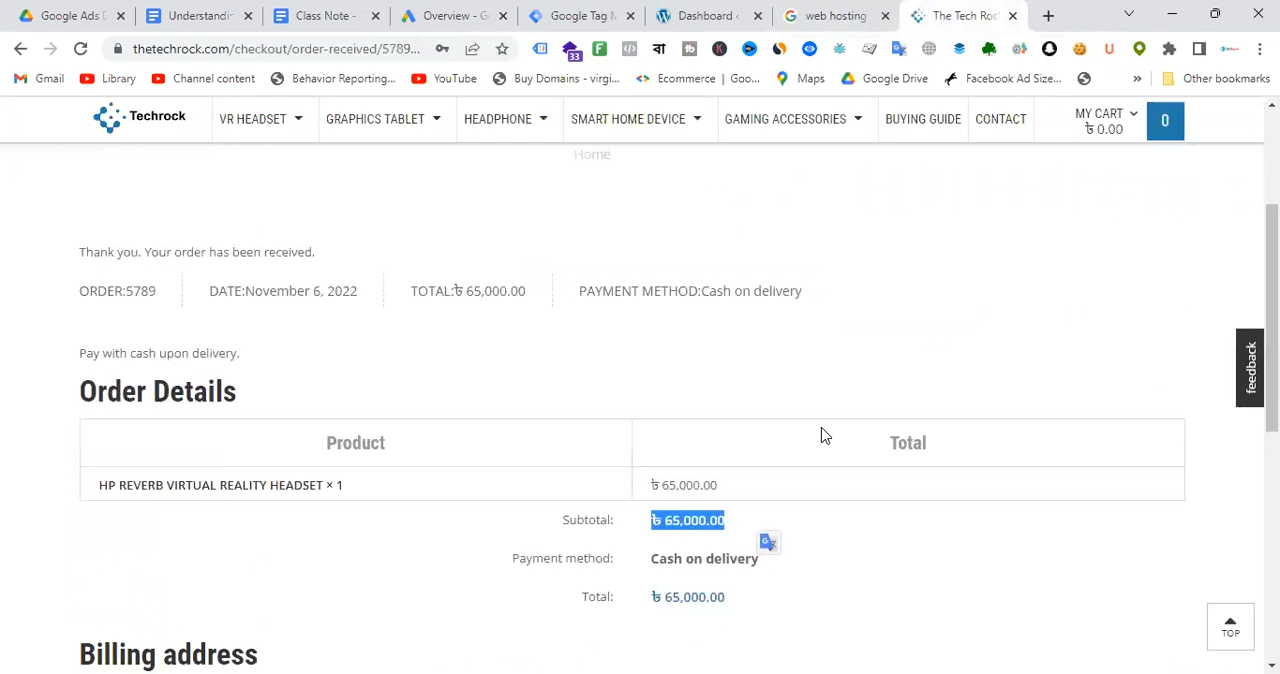 Google Ads D
Understandin
Class Note -
Overview - G
Google Tag M
Dashboard ‹
web hosting
The Tech Roc
thetechrock.com/checkout/order-received/5789...
33
Gmail
Library
Channel content
Behavior Reporting...
YouTube
Buy Domains - virgi...
Ecommerce | Goo...
Maps
Google Drive
Facebook Ad Size...
»
Other bookmarks
Techrock
VR HEADSET
GRAPHICS TABLET
HEADPHONE
SMART HOME DEVICE
GAMING ACCESSORIES
BUYING GUIDE
CONTACT
MY CART
৳ 0.00
0
Home
Thank you. Your order has been received.
ORDER:5789
DATE:November 6, 2022
TOTAL:৳ 65,000.00
PAYMENT METHOD:Cash on delivery
feedback
Pay with cash upon delivery.
Order Details
Product
Total
HP REVERB VIRTUAL REALITY HEADSET × 1
৳ 65,000.00
Subtotal:
৳ 65,000.00
Payment method:
Cash on delivery
Total:
৳ 65,000.00
TOP
Billing address